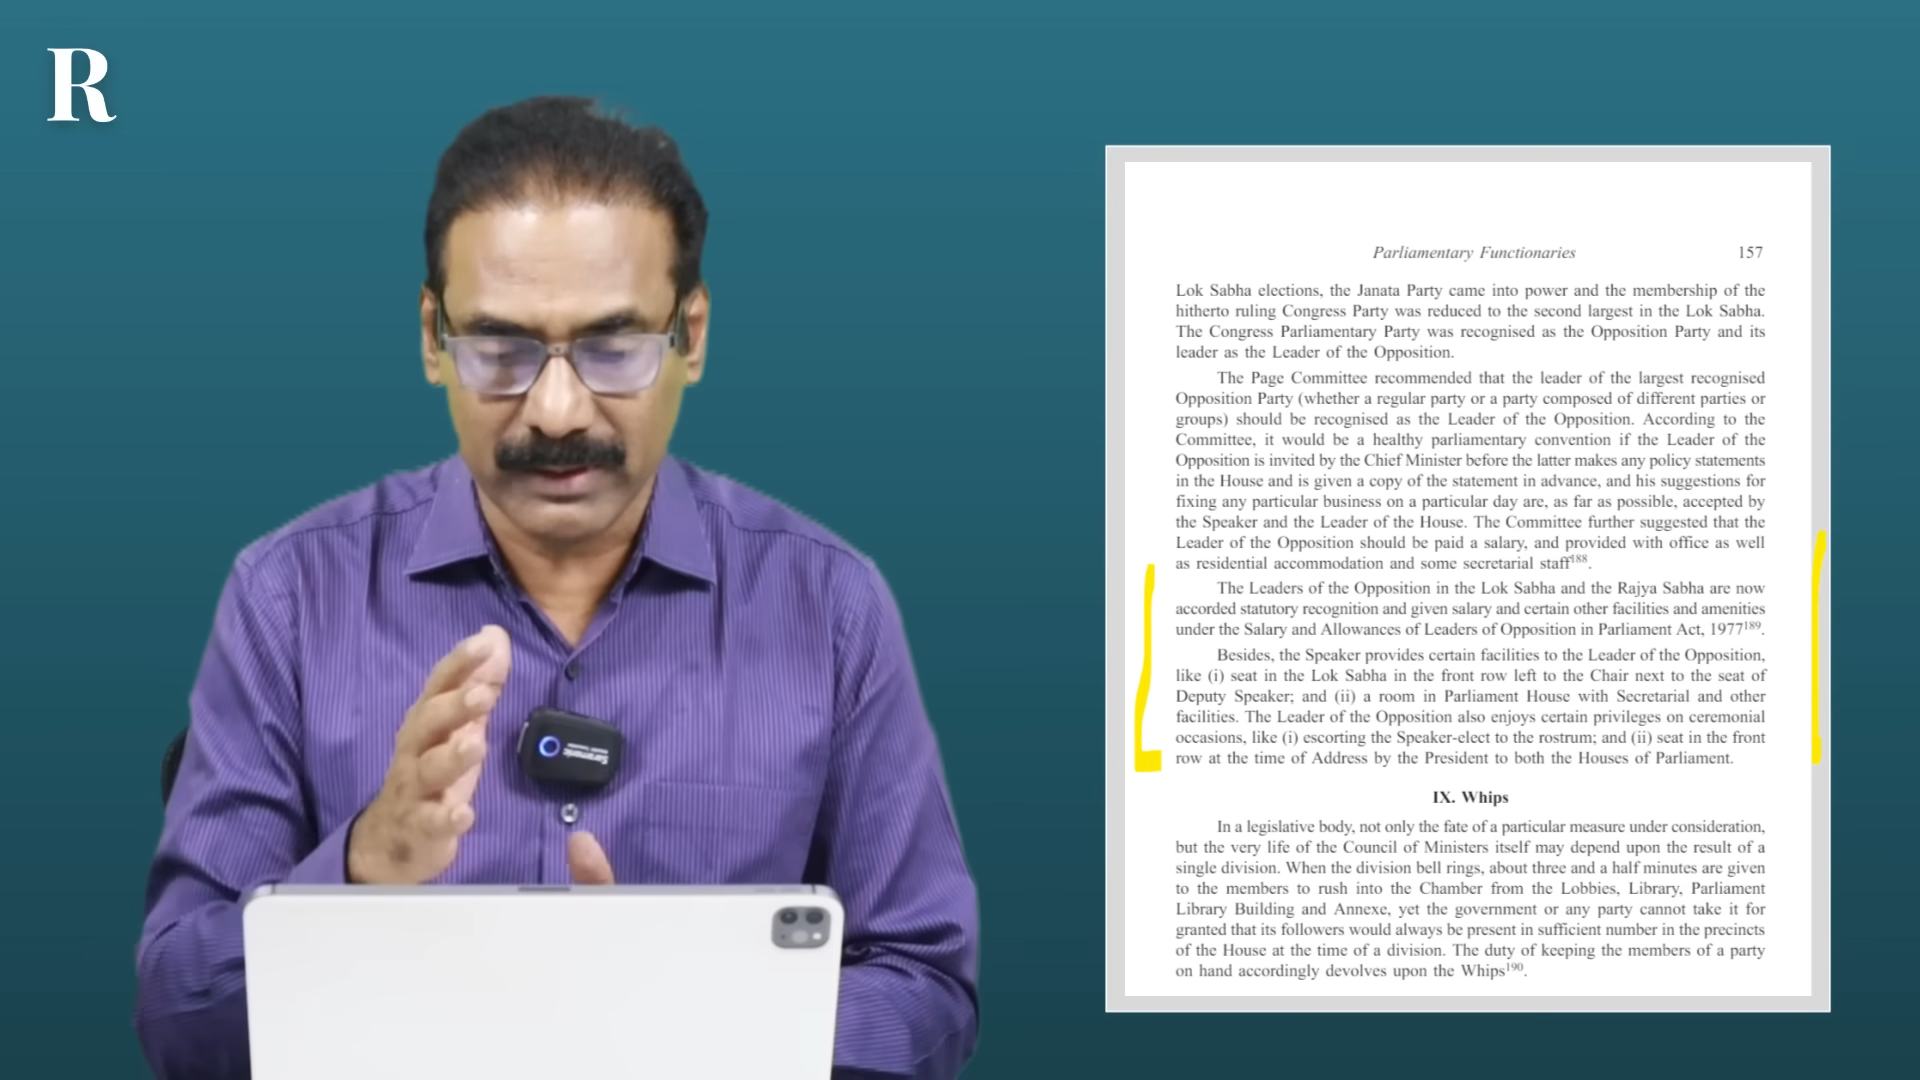 R
Parliamentary Functionaries 157
Lok Sabha elections, the Janata Party came into power and the membership of the
hitherto ruling Congress Party was reduced to the second largest in the Lok Sabha.
The Congress Parliamentary Party was recognised as the Opposition Party and its
leader as the Leader of the Opposition.
The Page Committee recommended that the leader of the largest recognised
Opposition Party (whether a regular party or a party composed of different parties or
groups) should be recognised as the Leader of the Opposition. According to the
Committee, it would be a healthy parliamentary convention if the Leader of the
Opposition is invited by the Chief Minister before the latter makes any policy statements
in the House and is given a copy of the statement in advance, and his suggestions for
fixing any particular business on a particular day are, as far as possible, accepted by
the Speaker and the Leader of the House. The Committee further suggested that the
Leader of the Opposition should be paid a salary, and provided with office as well
as residential accommodation and some secretarial staff188.
The Leaders of the Opposition in the Lok Sabha and the Rajya Sabha are now
accorded statutory recognition and given salary and certain other facilities and amenities
under the Salary and Allowances of Leaders of Opposition in Parliament Act, 1977189.
Besides, the Speaker provides certain facilities to the Leader of the Opposition,
like (i) seat in the Lok Sabha in the front row left to the Chair next to the seat of
Deputy Speaker; and (ii) a room in Parliament House with Secretarial and other
facilities. The Leader of the Opposition also enjoys certain privileges on ceremonial
occasions, like (i) escorting the Speaker-elect to the rostrum; and (ii) seat in the front
row at the time of Address by the President to both the Houses of Parliament.
IX. Whips
In a legislative body, not only the fate of a particular measure under consideration,
but the very life of the Council of Ministers itself may depend upon the result of a
single division. When the division bell rings, about three and a half minutes are given
to the members to rush into the Chamber from the Lobbies, Library, Parliament
Library Building and Annexe, yet the government or any party cannot take it for
granted that its followers would always be present in sufficient number in the precincts
of the House at the time of a division. The duty of keeping the members of a party
on hand accordingly devolves upon the Whips190.
Saramonic